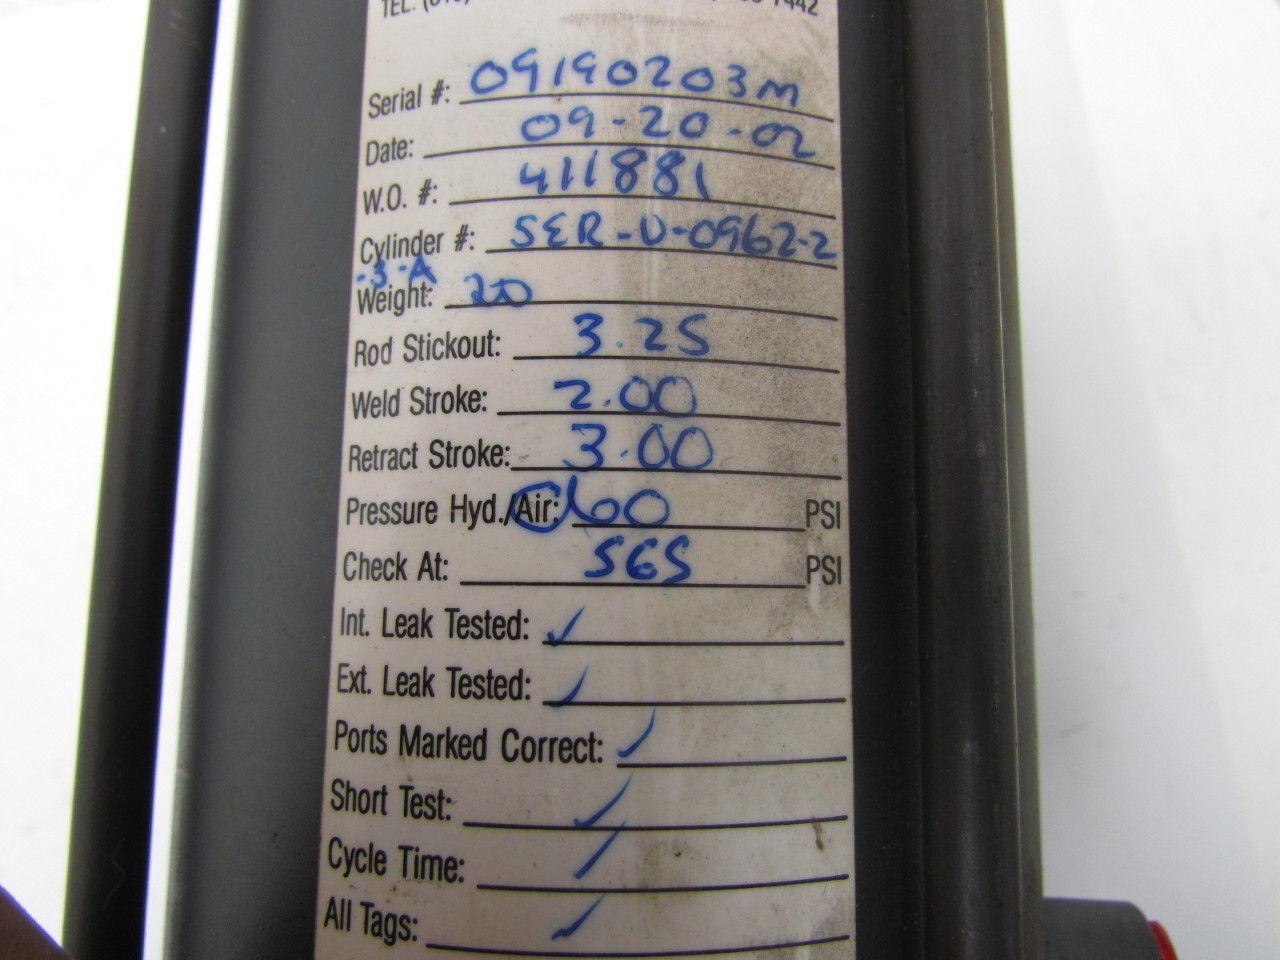 TEL. 7442
Serial #: 09190203M
Date: 09-20-02
W.O. #: 411881
Cylinder #: SER-U-0962-2
-3-A
Weight: 20
Rod Stickout: 3.25
Weld Stroke: 2.00
Retract Stroke: 3.00
Pressure Hyd./Air: 60 PSI
Check At: 565 PSI
Int. Leak Tested: ✓
Ext. Leak Tested: ✓
Ports Marked Correct: ✓
Short Test: ✓
Cycle Time: ✓
All Tags: ✓